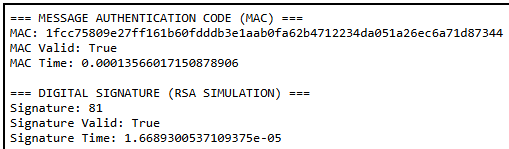 === MESSAGE AUTHENTICATION CODE (MAC) ===
MAC: 1fcc75809e27ff161b60fdddb3e1aab0fa62b4712234da051a26ec6a71d87344
MAC Valid: True
MAC Time: 0.00013566017150878906

=== DIGITAL SIGNATURE (RSA SIMULATION) ===
Signature: 81
Signature Valid: True
Signature Time: 1.6689300537109375e-05